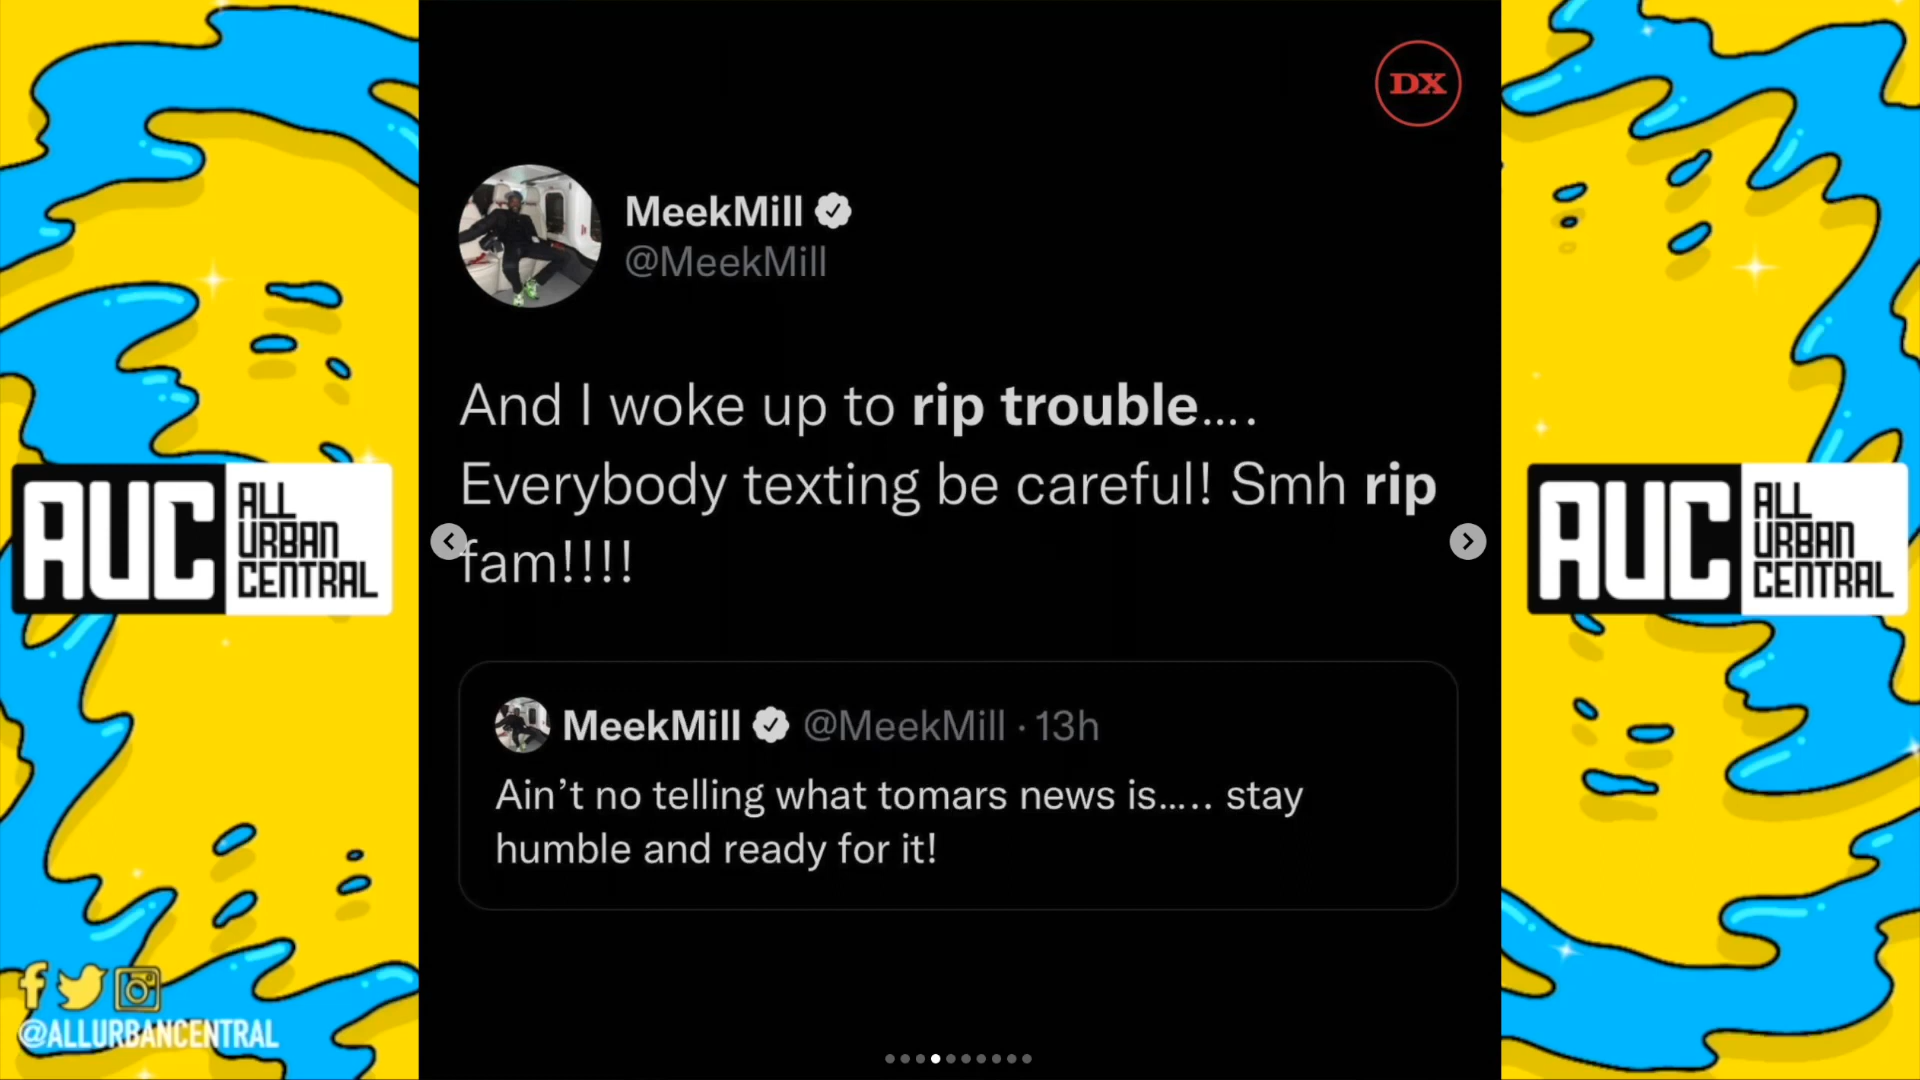 DX
MeekMill
@MeekMill
And I woke up to rip trouble....
Everybody texting be careful! Smh rip
fam!!!!
MeekMill @MeekMill · 13h
Ain't no telling what tomars news is..... stay
humble and ready for it!
AUC ALL
URBAN
CENTRAL
AUC ALL
URBAN
CENTRAL
@ALLURBANCENTRAL